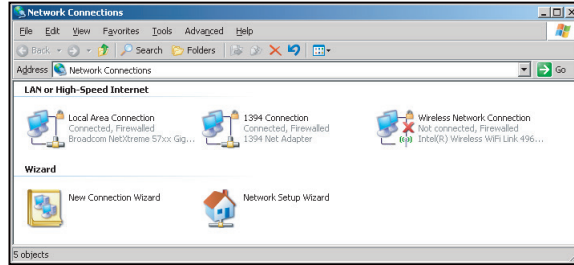 Network Connections
File Edit View Favorites Tools Advanced Help
Back Search Folders
Address Network Connections Go
LAN or High-Speed Internet
Local Area Connection
Connected, Firewalled
Broadcom NetXtreme 57xx Gig...
1394 Connection
Connected, Firewalled
1394 Net Adapter
Wireless Network Connection
Not connected, Firewalled
Intel(R) Wireless WiFi Link 496...
Wizard
New Connection Wizard
Network Setup Wizard
5 objects